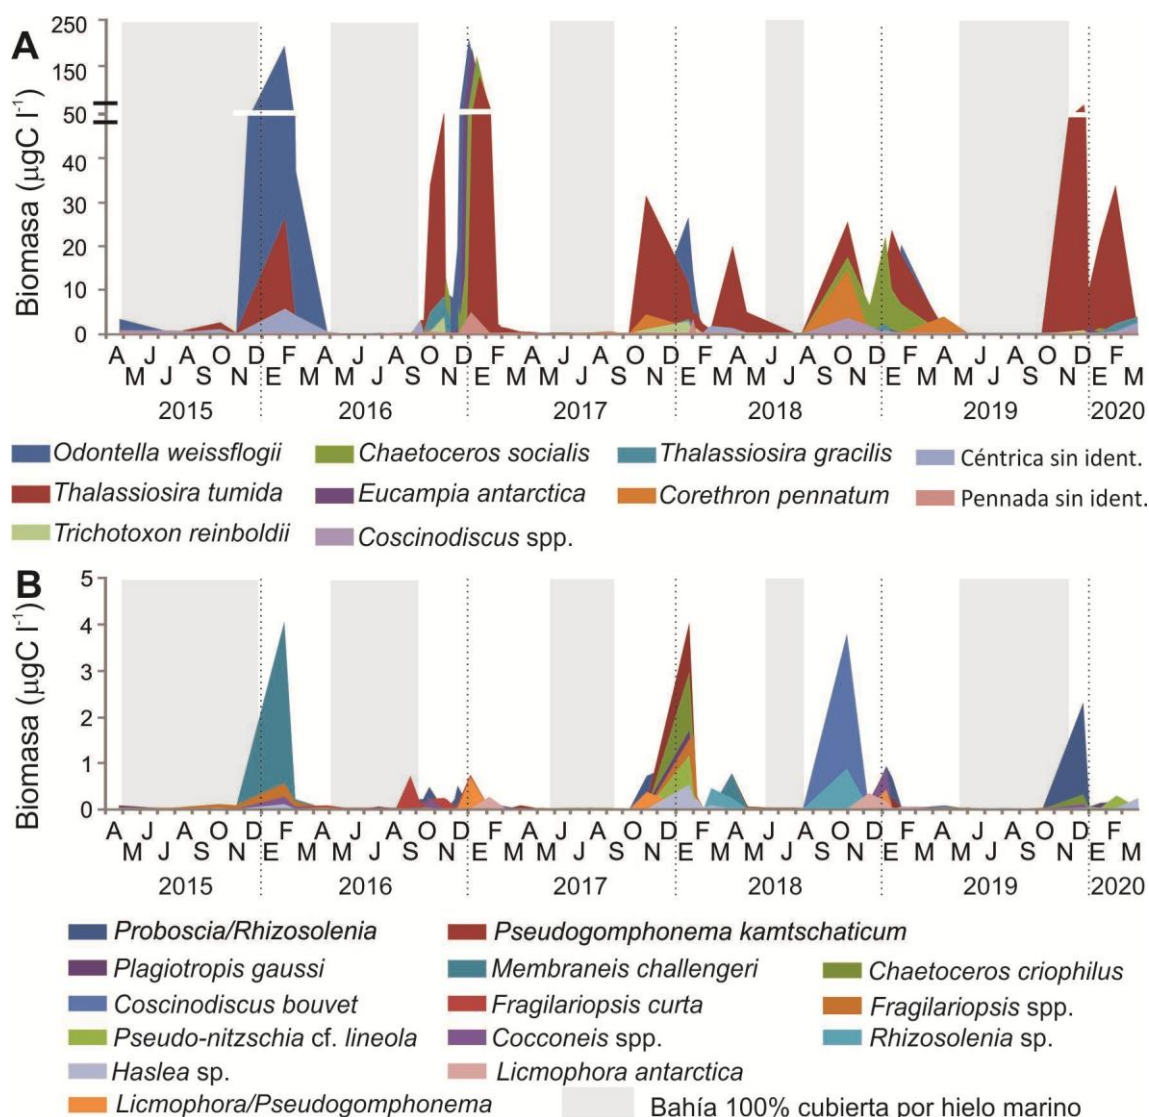 A
Biomasa (µgC l⁻¹)
250
150
50
40
30
20
10
0
A J A O D F A J A O D F A J A O D F A J A O D F A J A O D F
M J S N E M M J S N E M M J S N E M M J S N E M M J S N E M
2015 2016 2017 2018 2019 2020
Odontella weissflogii Chaetoceros socialis Thalassiosira gracilis Céntrica sin ident.
Thalassiosira tumida Eucampia antarctica Corethron pennatum Pennada sin ident.
Trichotoxon reinboldii Coscinodiscus spp.
B
Biomasa (µgC l⁻¹)
5
4
3
2
1
0
A J A O D F A J A O D F A J A O D F A J A O D F A J A O D F
M J S N E M M J S N E M M J S N E M M J S N E M M J S N E M
2015 2016 2017 2018 2019 2020
Proboscia/Rhizosolenia Pseudogomphonema kamtschaticum
Plagiotropis gaussi Membraneis challengeri Chaetoceros criophilus
Coscinodiscus bouvet Fragilariopsis curta Fragilariopsis spp.
Pseudo-nitzschia cf. lineola Cocconeis spp. Rhizosolenia sp.
Haslea sp. Licmophora antarctica
Licmophora/Pseudogomphonema Bahía 100% cubierta por hielo marino